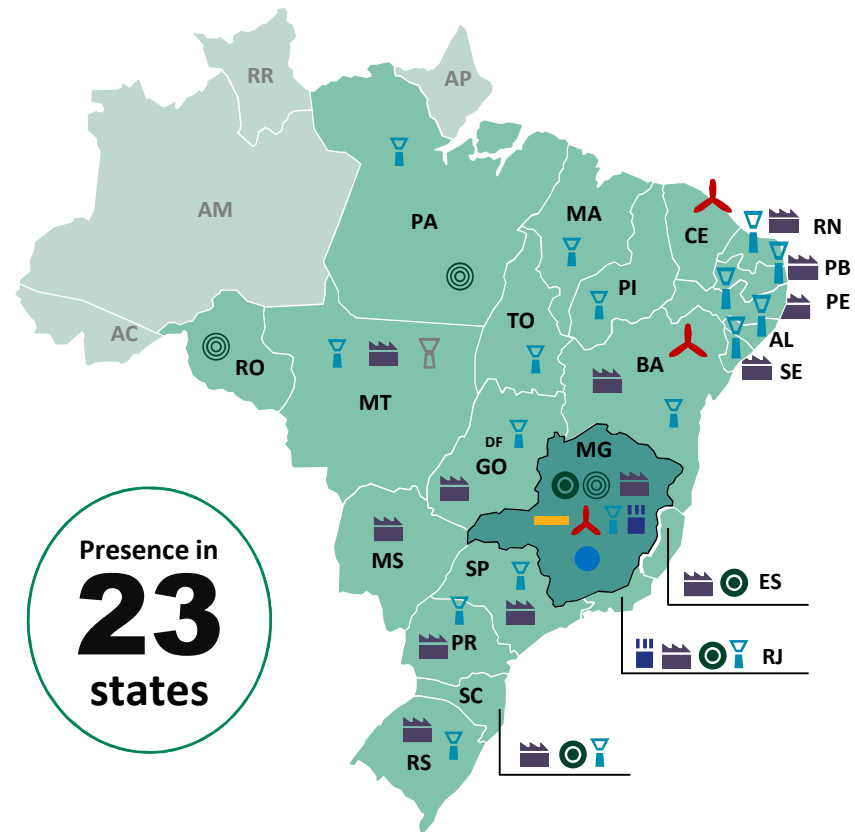 RR
AP
AM
PA
MA
CE
RN
PB
PI
PE
TO
AC
AL
RO
BA
SE
MT
DF
MG
GO
Presence in
23
states
MS
SP
ES
PR
RJ
SC
RS